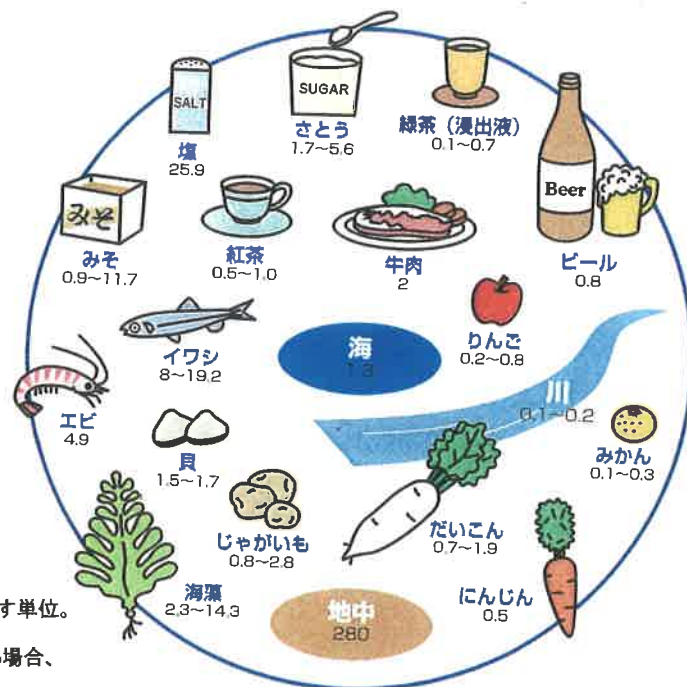 SALT
塩
25.9
SUGAR
さとう
1.7~5.6
緑茶（浸出液）
0.1~0.7
Beer
ビール
0.8
みそ
みそ
0.9~11.7
紅茶
0.5~1.0
牛肉
2
イワシ
8~19.2
海
1.3
りんご
0.2~0.8
川
0.1~0.2
エビ
4.9
貝
1.5~1.7
みかん
0.1~0.3
じゃがいも
0.8~2.8
だいこん
0.7~1.9
海藻
2.3~14.3
地中
280
にんじん
0.5
す単位。
場合、